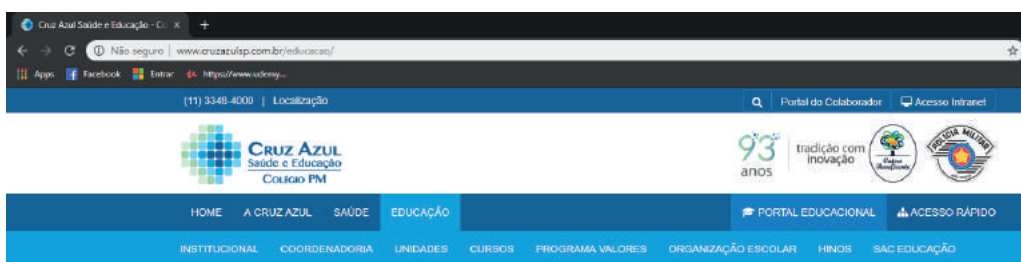 Cruz Azul Saúde e Educação - Co
Não seguro | www.cruzazulsp.com.br/educacao/
Apps Facebook Entrar https://www.udemy...
(11) 3348-4000 | Localização Portal do Colaborador Acesso Intranet
CRUZ AZUL
Saúde e Educação
COLÉGIO PM
93 anos tradição com inovação
POLÍCIA MILITAR
HOME A CRUZ AZUL SAÚDE EDUCAÇÃO PORTAL EDUCACIONAL ACESSO RÁPIDO
INSTITUCIONAL COORDENADORIA UNIDADES CURSOS PROGRAMA VALORES ORGANIZAÇÃO ESCOLAR HINOS SAC EDUCAÇÃO